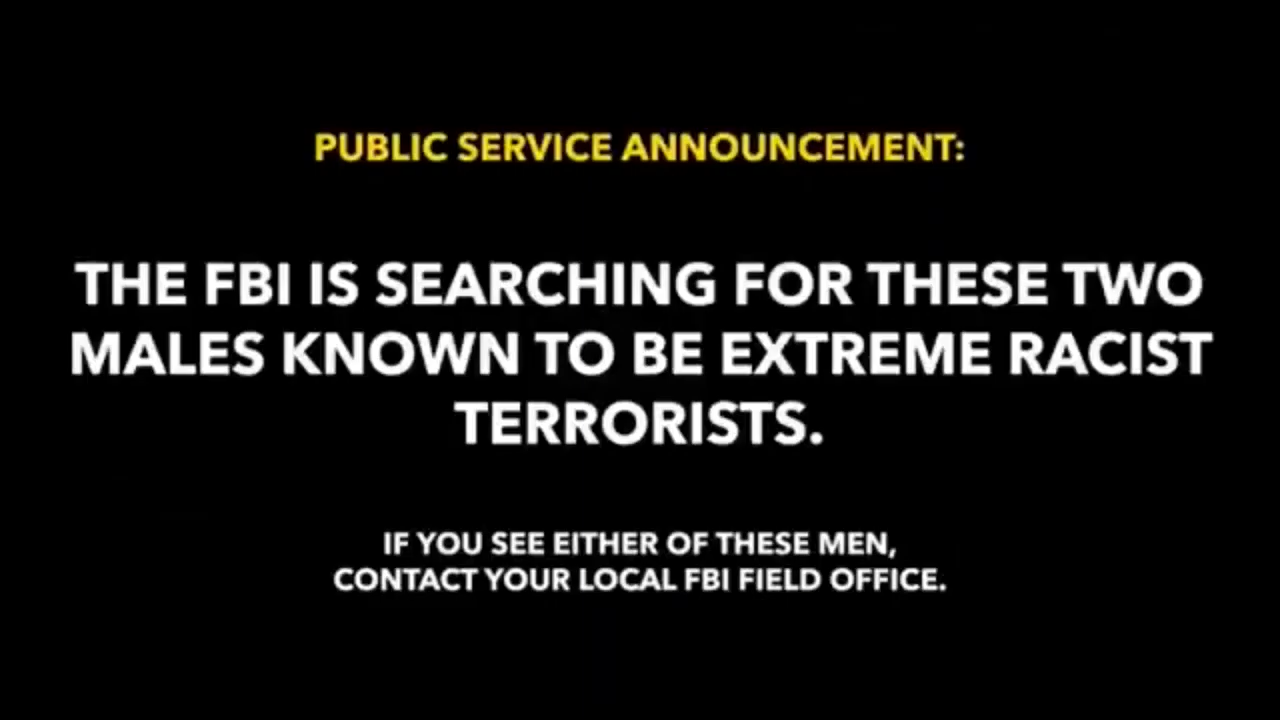 PUBLIC SERVICE ANNOUNCEMENT:
THE FBI IS SEARCHING FOR THESE TWO
MALES KNOWN TO BE EXTREME RACIST
TERRORISTS.
IF YOU SEE EITHER OF THESE MEN,
CONTACT YOUR LOCAL FBI FIELD OFFICE.